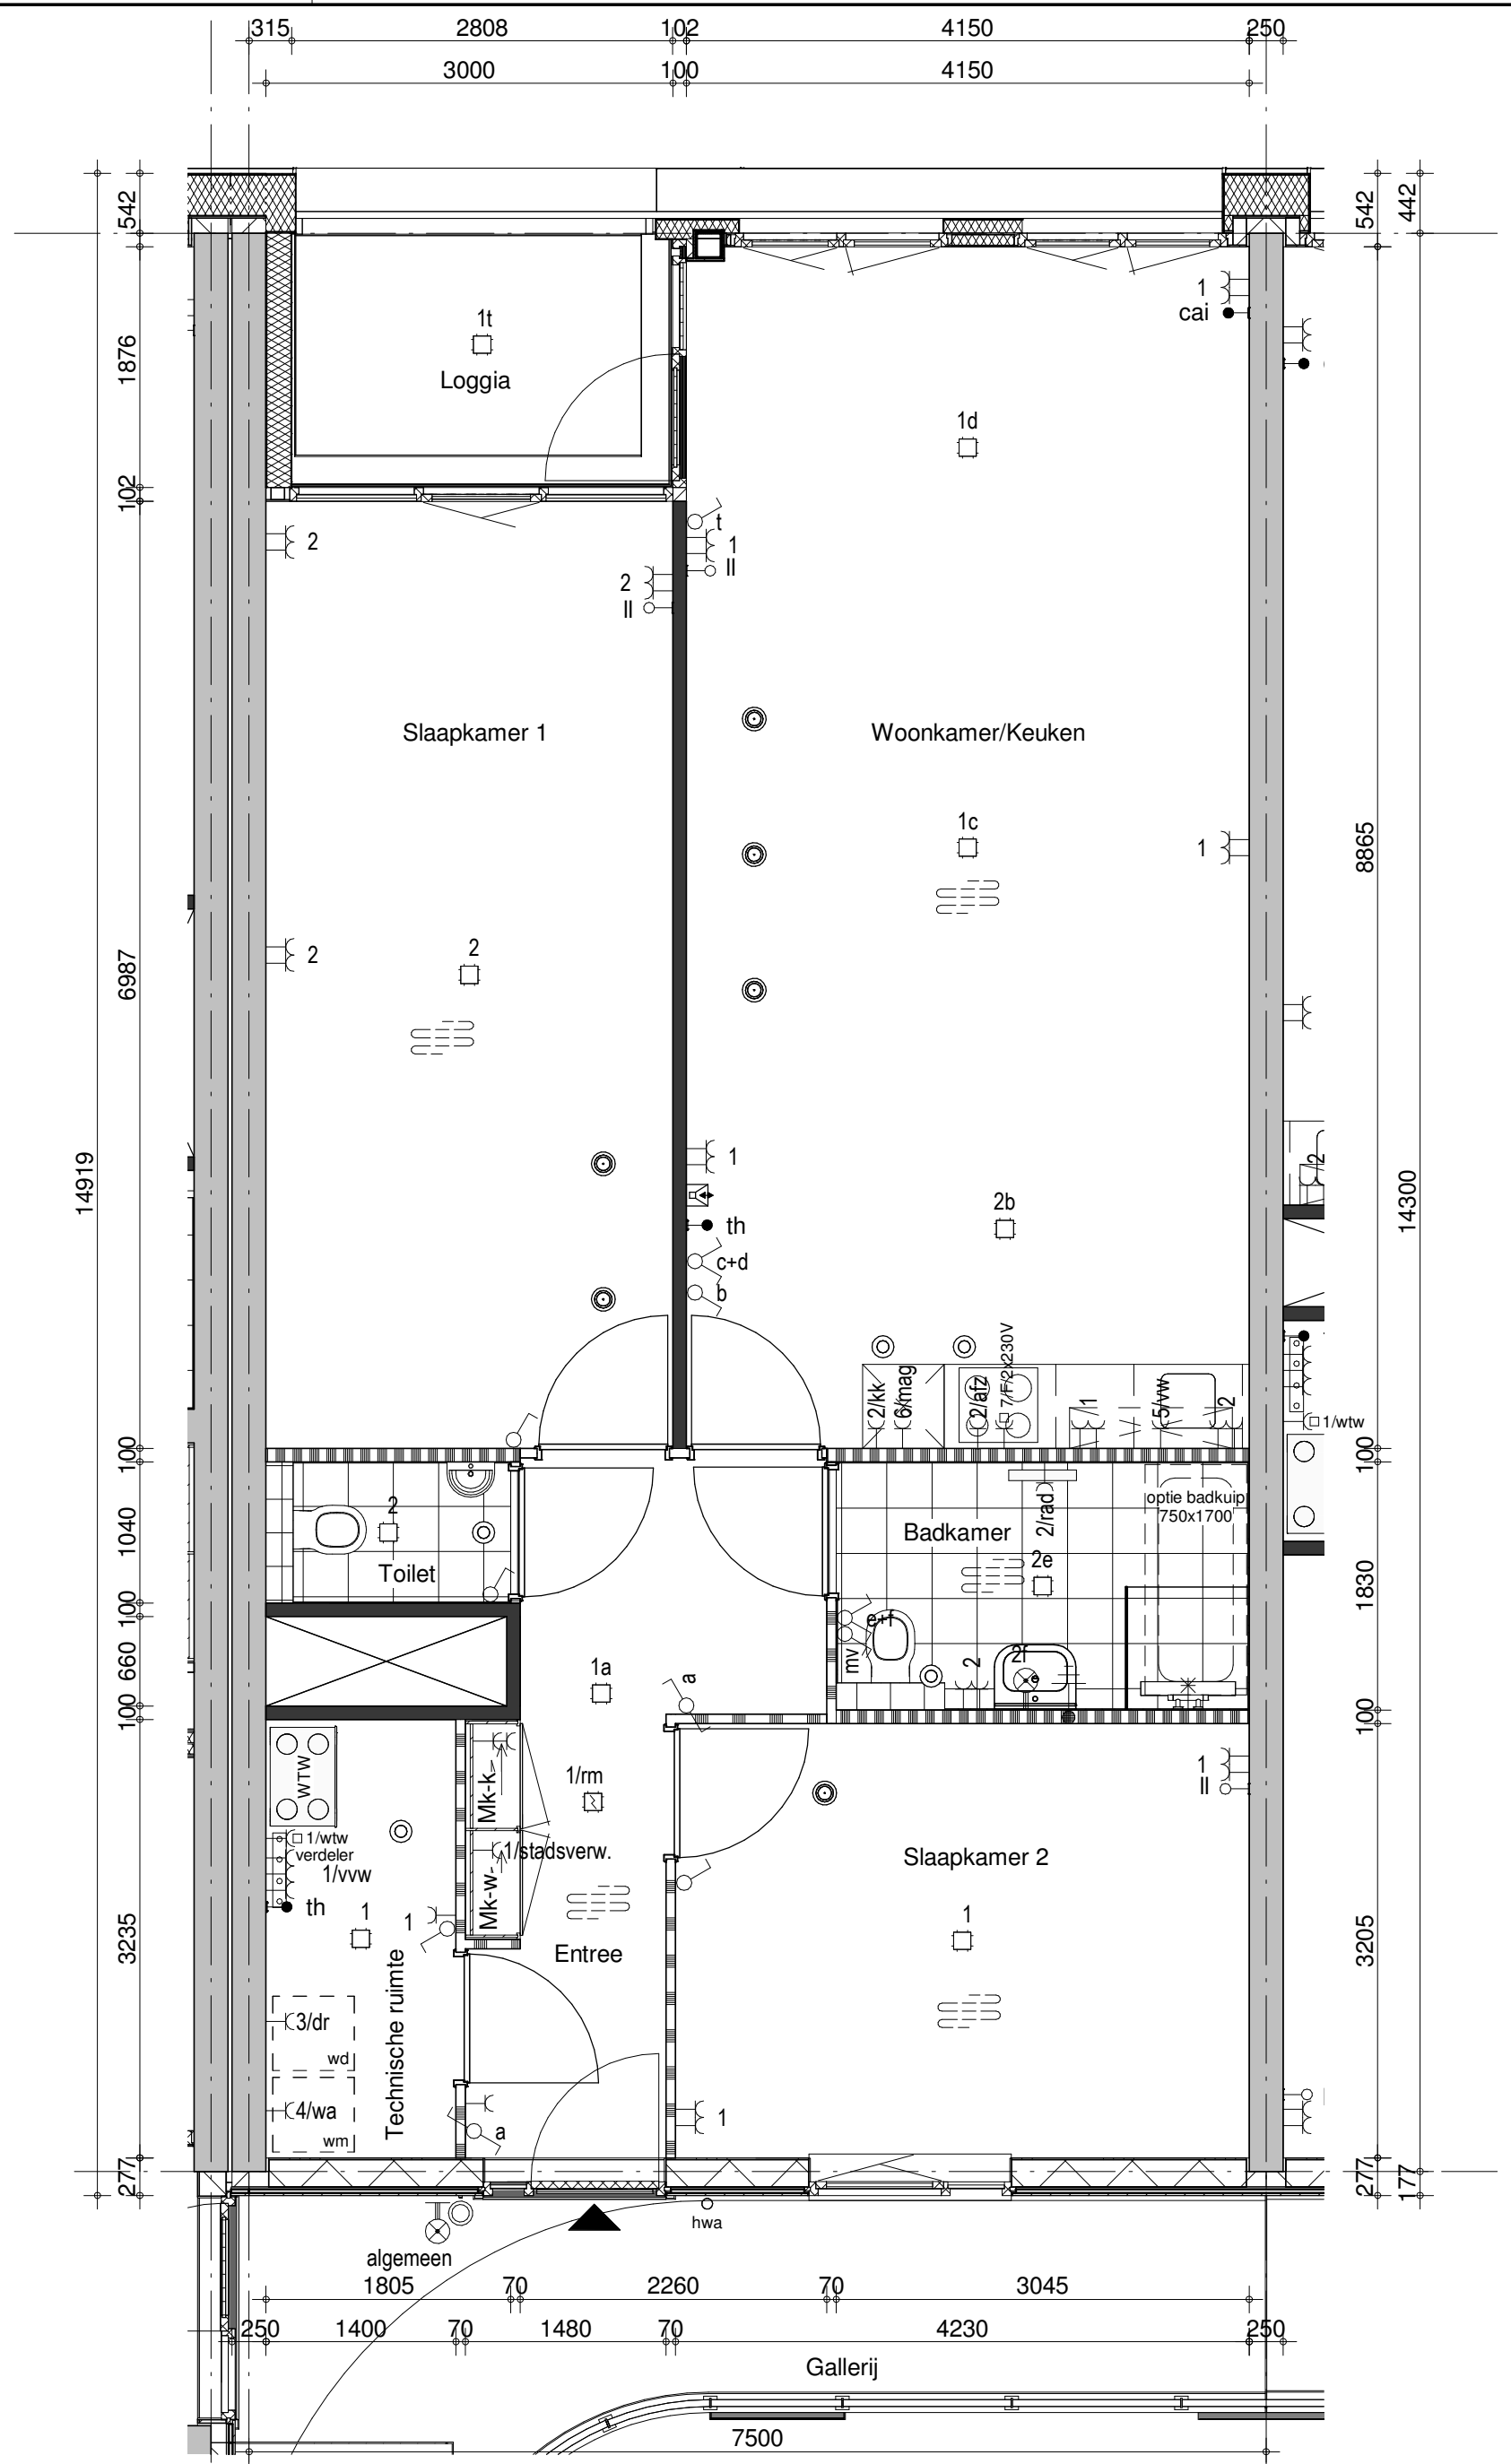 315 2808 102 4150 250
3000 100 4150
542
542
442
1t
Loggia
1
cai
1876
1d
102
2
t
1
ll
2
ll
Slaapkamer 1
Woonkamer/Keuken
1c
1
8865
2
2
6987
14919
14300
1
2
th
2b
c+d
b
2/kk
6/mag
2/afz
7/F/2x230V
1
5/vw
2
1/wtw
100
100
2
Toilet
1040
Badkamer
2/rad
optie badkuip
750x1700
2e
1830
100
e+f
mv
2
2f
660
1a
a
100
100
WTW
Mk-k
1/rm
1
ll
1/wtw
verdeler
1/vvw
th
1/stadsverw.
Mk-w
Slaapkamer 2
1
1
Entree
1
3235
3205
Technische ruimte
3/dr
wd
4/wa
wm
a
1
277
277
177
hwa
algemeen
1805 70 2260 70 3045
250 1400 70 1480 70 4230 250
Gallerij
7500